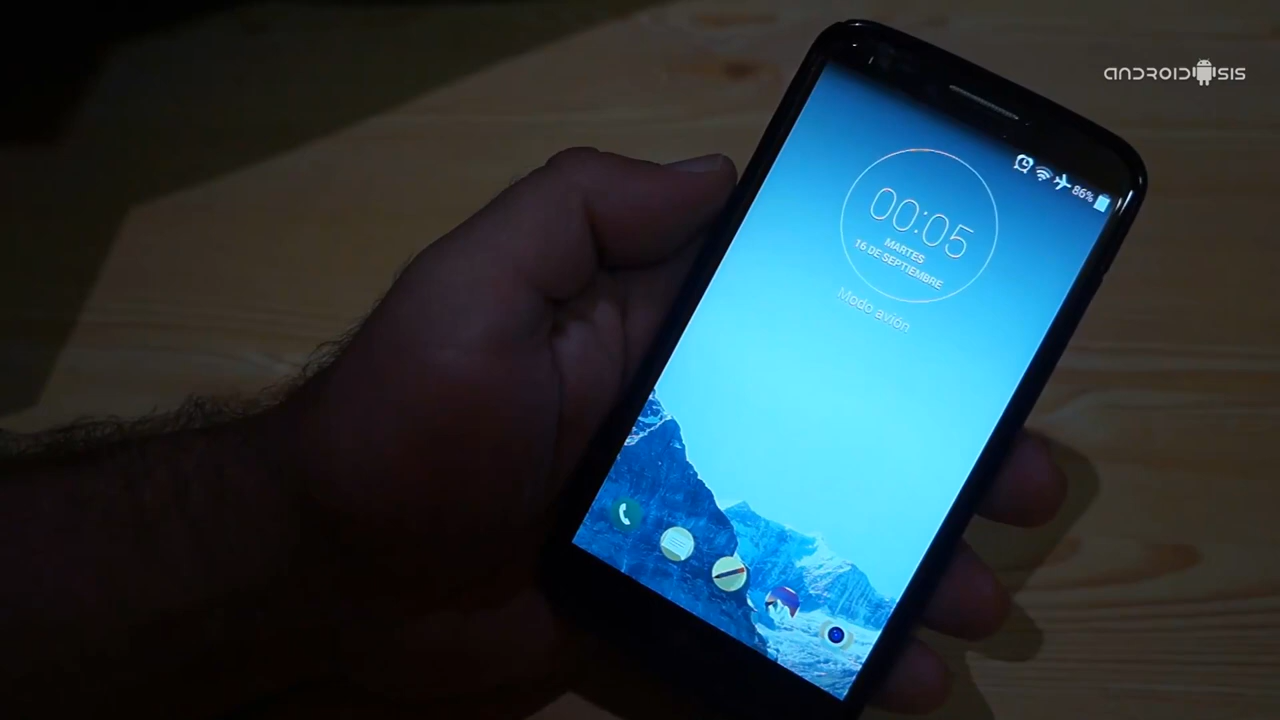 ANDROIDSIS
86%
00:05
MARTES
16 DE SEPTIEMBRE
Modo avión